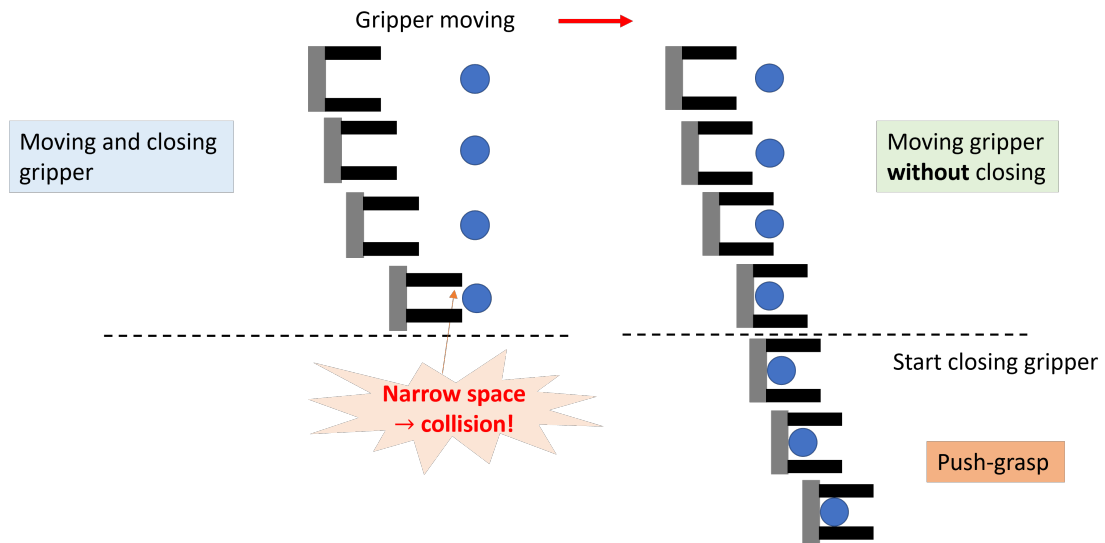 Gripper moving
Moving and closing
gripper
Moving gripper
without closing
Narrow space
→ collision!
Start closing gripper
Push-grasp